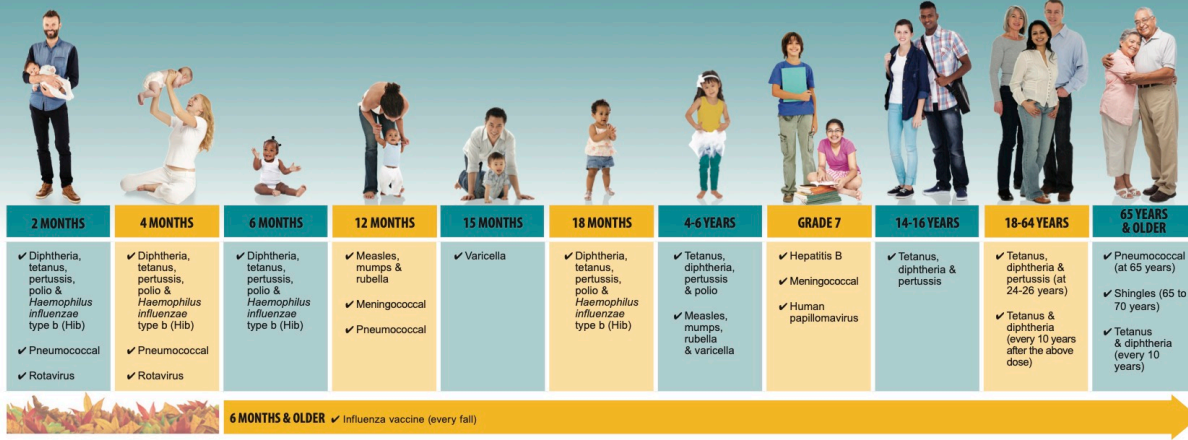 2 MONTHS
✔ Diphtheria,
tetanus,
pertussis,
polio &
Haemophilus
influenzae
type b (Hib)
✔ Pneumococcal
✔ Rotavirus
4 MONTHS
✔ Diphtheria,
tetanus,
pertussis,
polio &
Haemophilus
influenzae
type b (Hib)
✔ Pneumococcal
✔ Rotavirus
6 MONTHS
✔ Diphtheria,
tetanus,
pertussis,
polio &
Haemophilus
influenzae
type b (Hib)
12 MONTHS
✔ Measles,
mumps &
rubella
✔ Meningococcal
✔ Pneumococcal
15 MONTHS
✔ Varicella
18 MONTHS
✔ Diphtheria,
tetanus,
pertussis,
polio &
Haemophilus
influenzae
type b (Hib)
4-6 YEARS
✔ Tetanus,
diphtheria,
pertussis
& polio
✔ Measles,
mumps,
rubella
& varicella
GRADE 7
✔ Hepatitis B
✔ Meningococcal
✔ Human
papillomavirus
14-16 YEARS
✔ Tetanus,
diphtheria &
pertussis
18-64 YEARS
✔ Tetanus,
diphtheria
& pertussis (at
24-26 years)
✔ Tetanus &
diphtheria
(every 10 years
after the above
dose)
65 YEARS
& OLDER
✔ Pneumococcal
(at 65 years)
✔ Shingles (65 to
70 years)
✔ Tetanus
& diphtheria
(every 10
years)
6 MONTHS & OLDER ✔ Influenza vaccine (every fall)